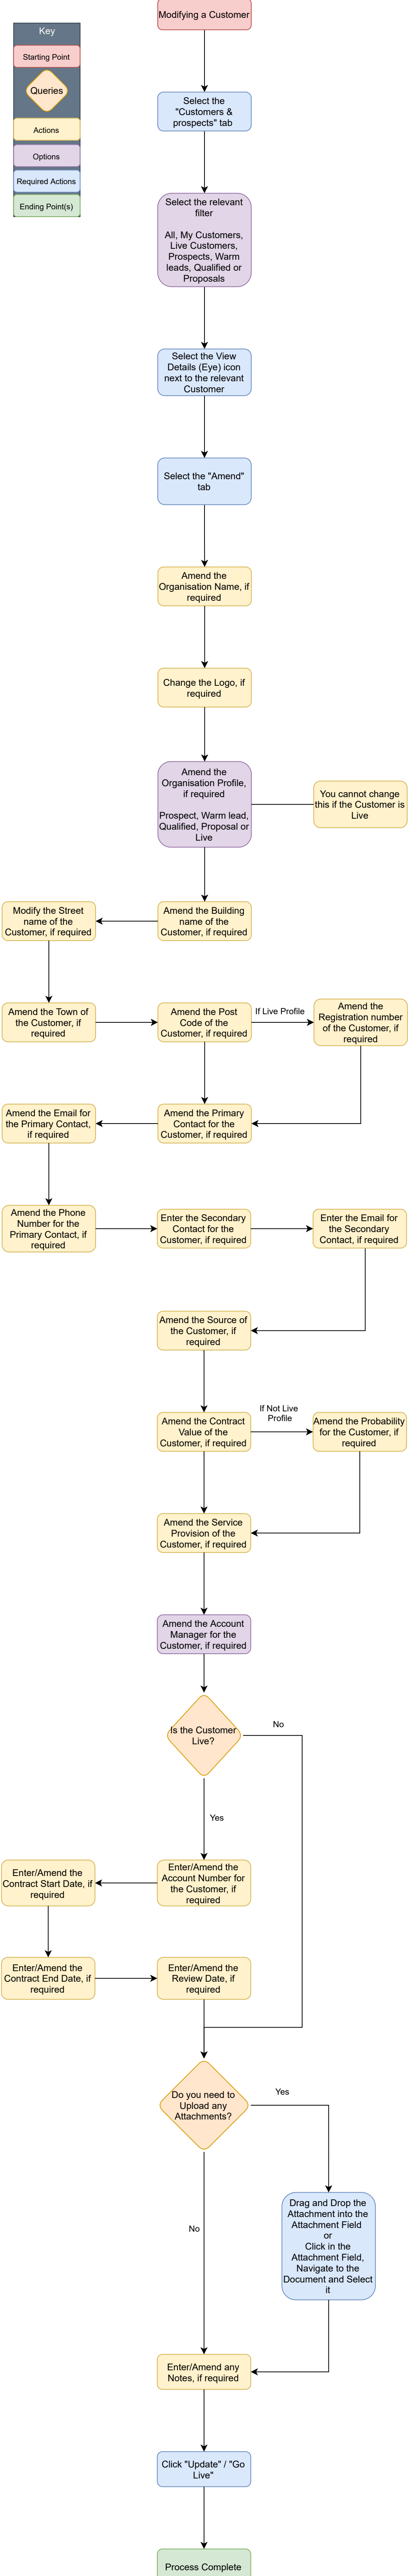 Modifying a Customer
Key
Starting Point
Queries
Actions
Options
Required Actions
Ending Point(s)
Select the
"Customers &
prospects" tab
Select the relevant
filter
All, My Customers,
Live Customers,
Prospects, Warm
leads, Qualified or
Proposals
Select the View
Details (Eye) icon
next to the relevant
Customer
Select the "Amend"
tab
Amend the
Organisation Name, if
required
Change the Logo, if
required
Amend the
Organisation Profile,
if required
Prospect, Warm lead,
Qualified, Proposal or
Live
You cannot change
this if the Customer is
Live
Amend the Building
name of the
Customer, if required
Modify the Street
name of the
Customer, if required
Amend the Town of
the Customer, if
required
Amend the Post
Code of the
Customer, if required
If Live Profile
Amend the
Registration number
of the Customer, if
required
Amend the Primary
Contact for the
Customer, if required
Amend the Email for
the Primary Contact,
if required
Amend the Phone
Number for the
Primary Contact, if
required
Enter the Secondary
Contact for the
Customer, if required
Enter the Email for
the Secondary
Contact, if required
Amend the Source of
the Customer, if
required
Amend the Contract
Value of the
Customer, if required
If Not Live
Profile
Amend the Probability
for the Customer, if
required
Amend the Service
Provision of the
Customer, if required
Amend the Account
Manager for the
Customer, if required
Is the Customer
Live?
No
Yes
Enter/Amend the
Account Number for
the Customer, if
required
Enter/Amend the
Contract Start Date, if
required
Enter/Amend the
Contract End Date, if
required
Enter/Amend the
Review Date, if
required
Do you need to
Upload any
Attachments?
Yes
No
Drag and Drop the
Attachment into the
Attachment Field
or
Click in the
Attachment Field,
Navigate to the
Document and Select
it
Enter/Amend any
Notes, if required
Click "Update" / "Go
Live"
Process Complete